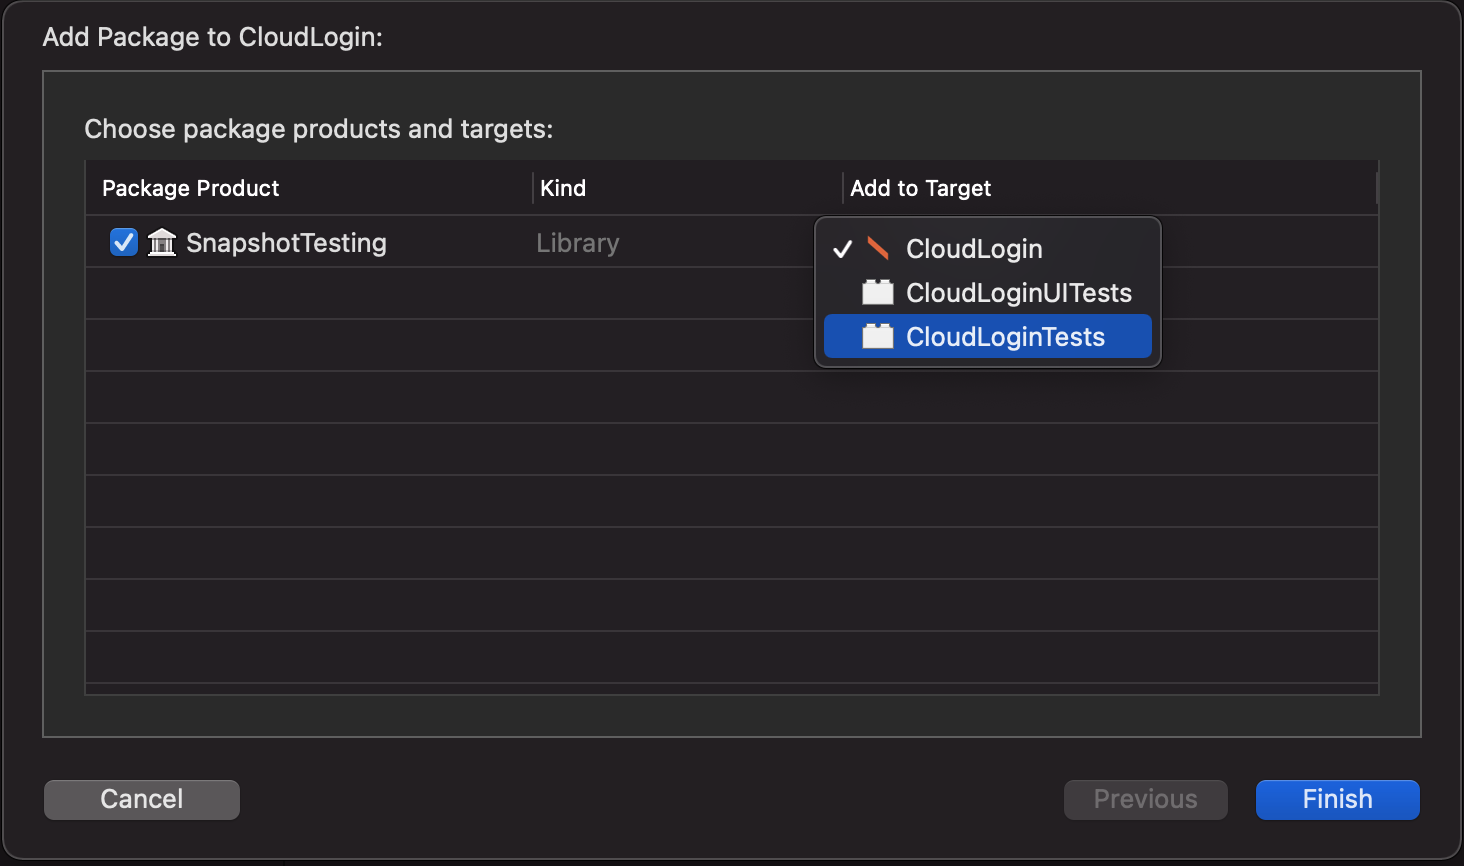 Add Package to CloudLogin:
Choose package products and targets:
Package Product Kind Add to Target
SnapshotTesting Library
CloudLogin
CloudLoginUITests
CloudLoginTests
Cancel Previous Finish